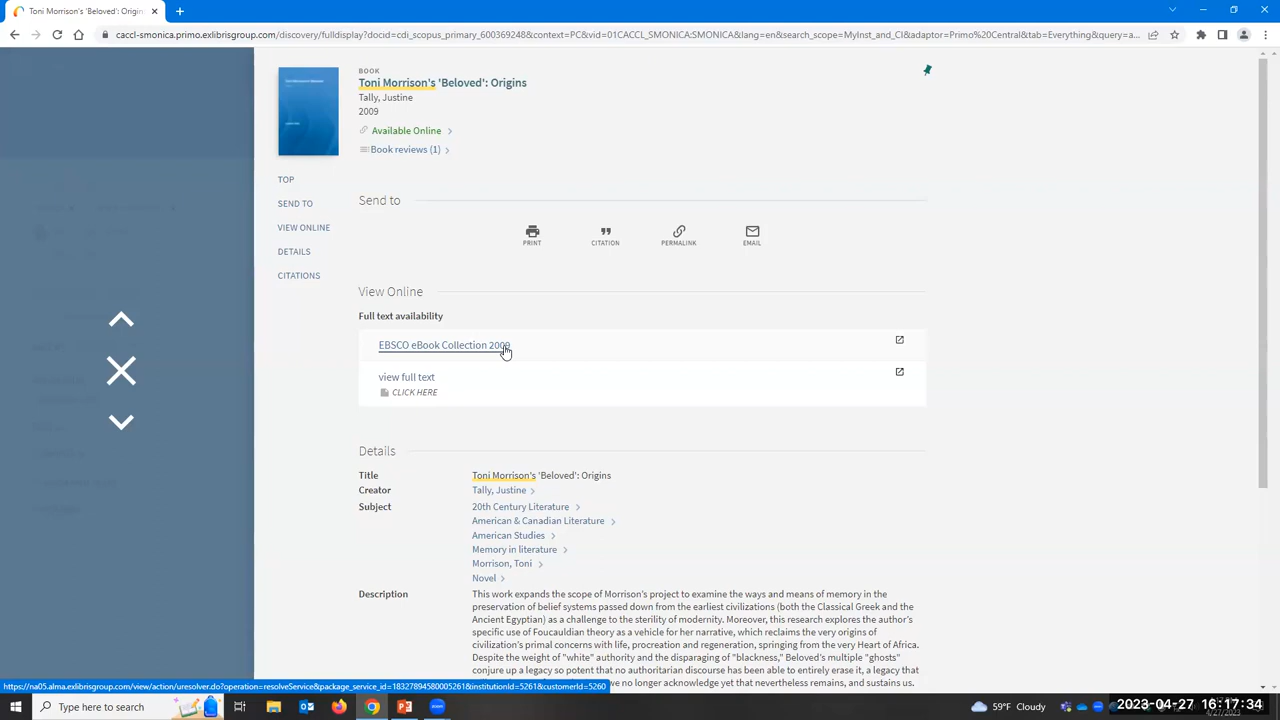 Toni Morrison's 'Beloved': Origin
caccl-smonica.primo.exlibrisgroup.com/discovery/fulldisplay?docid=cdi_scopus_primary_600369248&context=PC&vid=01CACCL_SMONICA:SMONICA&lang=en&search_scope=MyInst_and_CI&adaptor=Primo%20Central&tab=Everything&query=a...
BOOK
Toni Morrison's 'Beloved': Origins
Tally, Justine
2009
Available Online
Book reviews (1)
TOP
SEND TO
VIEW ONLINE
DETAILS
CITATIONS
Send to
PRINT
CITATION
PERMALINK
EMAIL
View Online
Full text availability
EBSCO eBook Collection 2009
view full text
CLICK HERE
Details
Title
Toni Morrison's 'Beloved': Origins
Creator
Tally, Justine
Subject
20th Century Literature
American & Canadian Literature
American Studies
Memory in literature
Morrison, Toni
Novel
Description
This work expands the scope of Morrison's project to examine the ways and means of memory in the
preservation of belief systems passed down from the earliest civilizations (both the Classical Greek and the
Ancient Egyptian) as a challenge to the sterility of modernity. Moreover, this research explores the author's
specific use of Foucauldian theory as a vehicle for her narrative, which reclaims the very origins of
civilization's primal concerns with life, procreation and regeneration, springing from the very Heart of Africa.
Despite the weight of "white" authority and the disparaging of "blackness," Beloved's multiple "ghosts"
conjure up a legacy so potent that no authoritarian discourse has been able to entirely erase it, a legacy that
we no longer acknowledge yet that nevertheless remains, and sustains us.
https://na05.alma.exlibrisgroup.com/view/action/uresolver.do?operation=resolveService&package_service_id=18327894580005261&institutionId=5261&customerId=5260
Type here to search
59°F Cloudy
2023-04-27 16:17:34